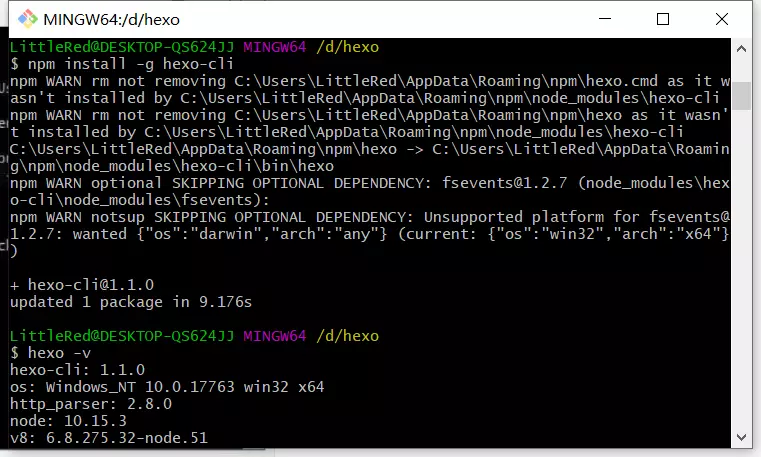 MINGW64:/d/hexo
LittleRed@DESKTOP-QS624JJ MINGW64 /d/hexo
$ npm install -g hexo-cli
npm WARN rm not removing C:\Users\LittleRed\AppData\Roaming\npm\hexo.cmd as it w
asn't installed by C:\Users\LittleRed\AppData\Roaming\npm\node_modules\hexo-cli
npm WARN rm not removing C:\Users\LittleRed\AppData\Roaming\npm\hexo as it wasn'
t installed by C:\Users\LittleRed\AppData\Roaming\npm\node_modules\hexo-cli
C:\Users\LittleRed\AppData\Roaming\npm\hexo -> C:\Users\LittleRed\AppData\Roamin
g\npm\node_modules\hexo-cli\bin\hexo
npm WARN optional SKIPPING OPTIONAL DEPENDENCY: fsevents@1.2.7 (node_modules\hex
o-cli\node_modules\fsevents):
npm WARN notsup SKIPPING OPTIONAL DEPENDENCY: Unsupported platform for fsevents@
1.2.7: wanted {"os":"darwin","arch":"any"} (current: {"os":"win32","arch":"x64"}
)
+ hexo-cli@1.1.0
updated 1 package in 9.176s
LittleRed@DESKTOP-QS624JJ MINGW64 /d/hexo
$ hexo -v
hexo-cli: 1.1.0
os: Windows_NT 10.0.17763 win32 x64
http_parser: 2.8.0
node: 10.15.3
v8: 6.8.275.32-node.51